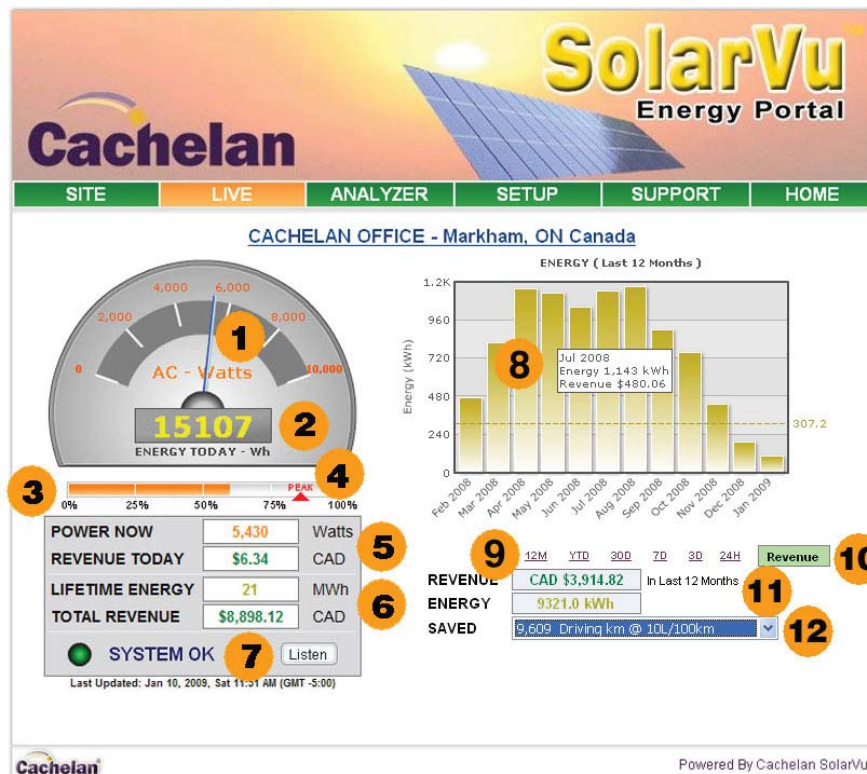 SolarVu™
Energy Portal
Cachelan
SITE LIVE ANALYZER SETUP SUPPORT HOME
CACHELAN OFFICE - Markham, ON Canada
0 2,000 4,000 6,000 8,000 10,000
1
AC - Watts
15107
2
ENERGY TODAY - Wh
3
PEAK
4
0% 25% 50% 75% 100%
POWER NOW 5,430 Watts
REVENUE TODAY $6.34 CAD
5
LIFETIME ENERGY 21 MWh
TOTAL REVENUE $8,898.12 CAD
6
SYSTEM OK 7 Listen
Last Updated: Jan 10, 2009, Sat 11:31 AM (GMT -5:00)
ENERGY ( Last 12 Months )
Energy (kWh)
1.2K
960
720
480
240
0
307.2
8
Jul 2008
Energy 1,143 kWh
Revenue $480.06
Feb 2008 Mar 2008 Apr 2008 May 2008 Jun 2008 Jul 2008 Aug 2008 Sep 2008 Oct 2008 Nov 2008 Dec 2008 Jan 2009
9 12M YTD 30D 7D 3D 24H Revenue 10
REVENUE CAD $3,914.82 In Last 12 Months 11
ENERGY 9321.0 kWh
SAVED 9,609 Driving km @ 10L/100km 12
Cachelan
Powered By Cachelan SolarVu